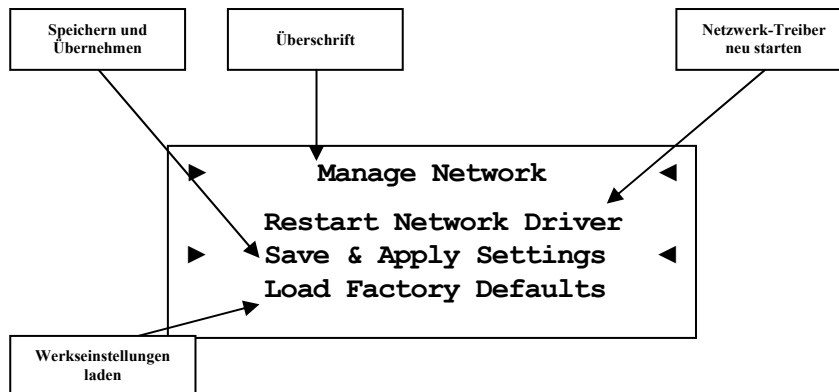 Speichern und
Übernehmen
Überschrift
Netzwerk-Treiber
neu starten
► Manage Network ◄
Restart Network Driver
► Save & Apply Settings ◄
Load Factory Defaults
Werkseinstellungen
laden